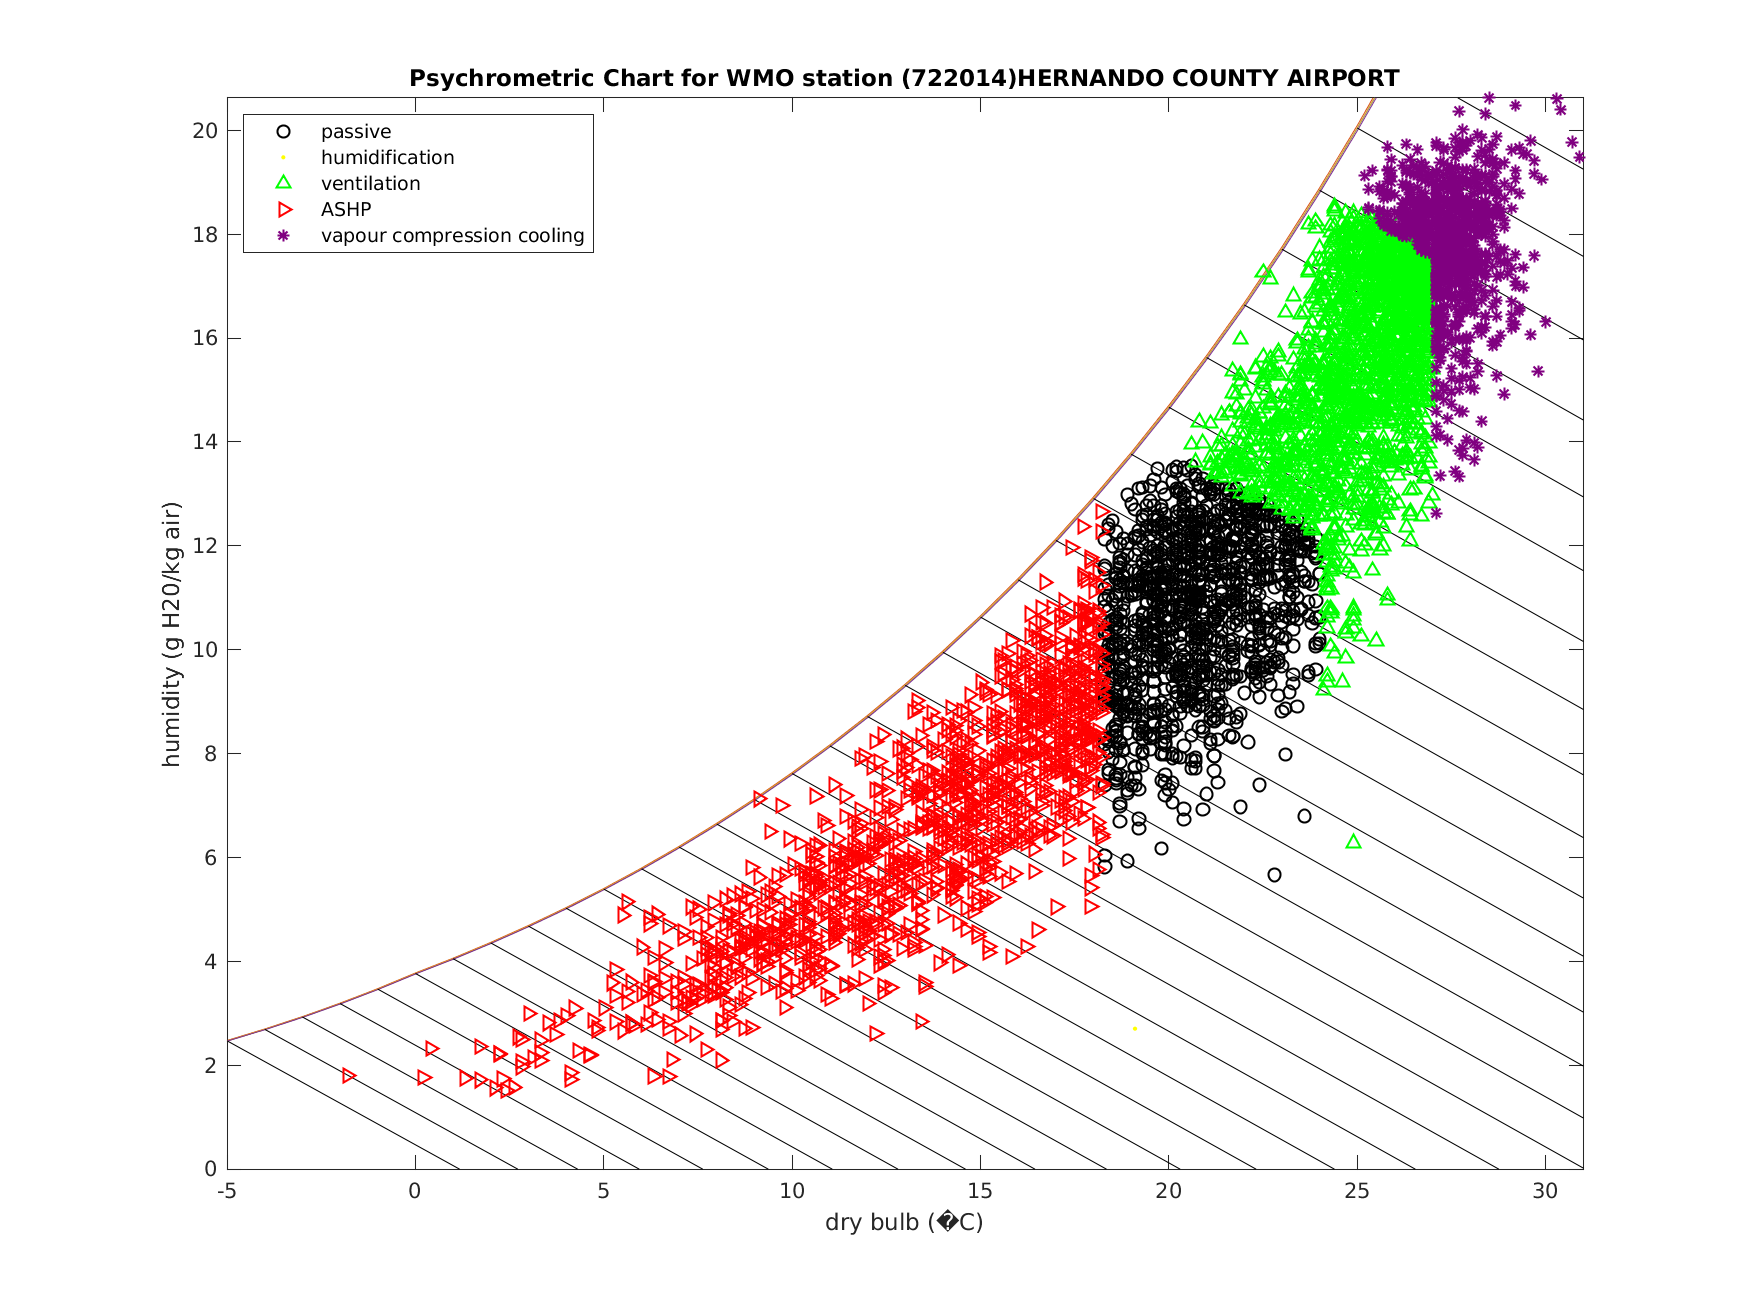 Psychrometric Chart for WMO station (722014)HERNANDO COUNTY AIRPORT
passive
humidification
ventilation
ASHP
vapour compression cooling
humidity (g H20/kg air)
20
18
16
14
12
10
8
6
4
2
0
-5 0 5 10 15 20 25 30
dry bulb (�C)